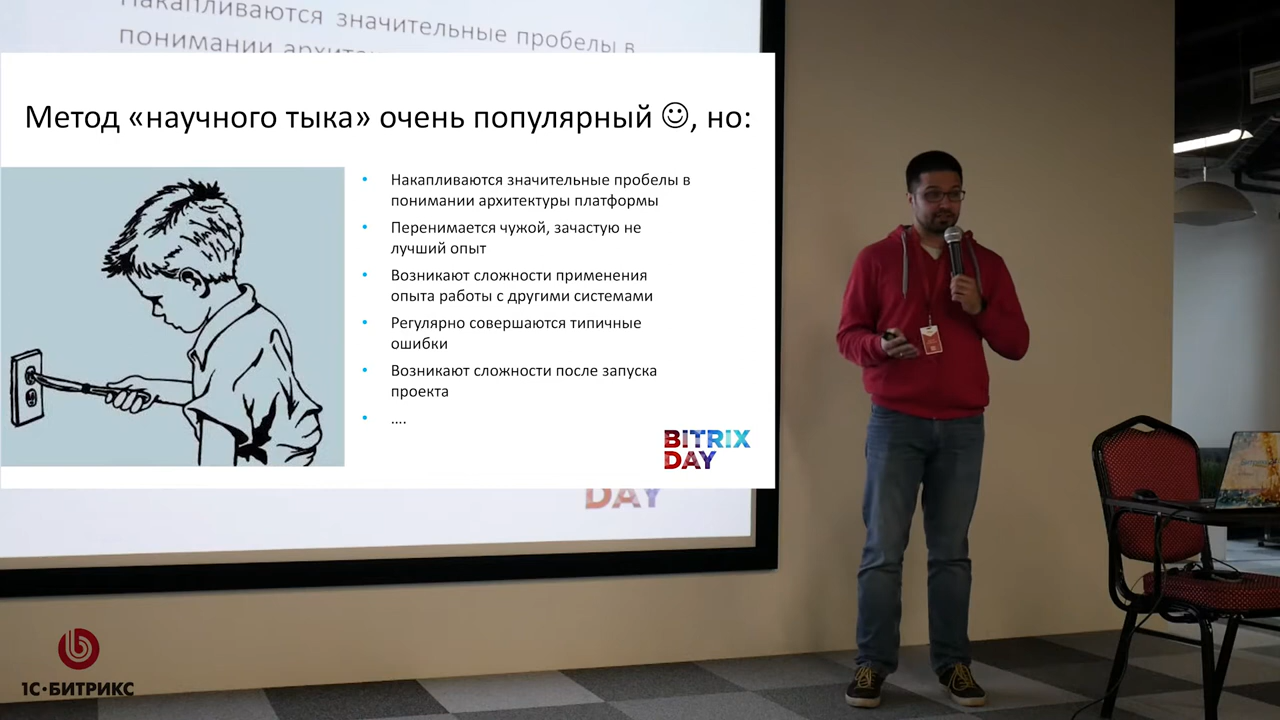 Накапливаются значительные пробелы в
понимании
Метод «научного тыка» очень популярный ☺, но:
• Накапливаются значительные пробелы в
понимании архитектуры платформы
• Перенимается чужой, зачастую не
лучший опыт
• Возникают сложности применения
опыта работы с другими системами
• Регулярно совершаются типичные
ошибки
• Возникают сложности после запуска
проекта
• ....
BITRIX
DAY
DAY
1С·БИТРИКС